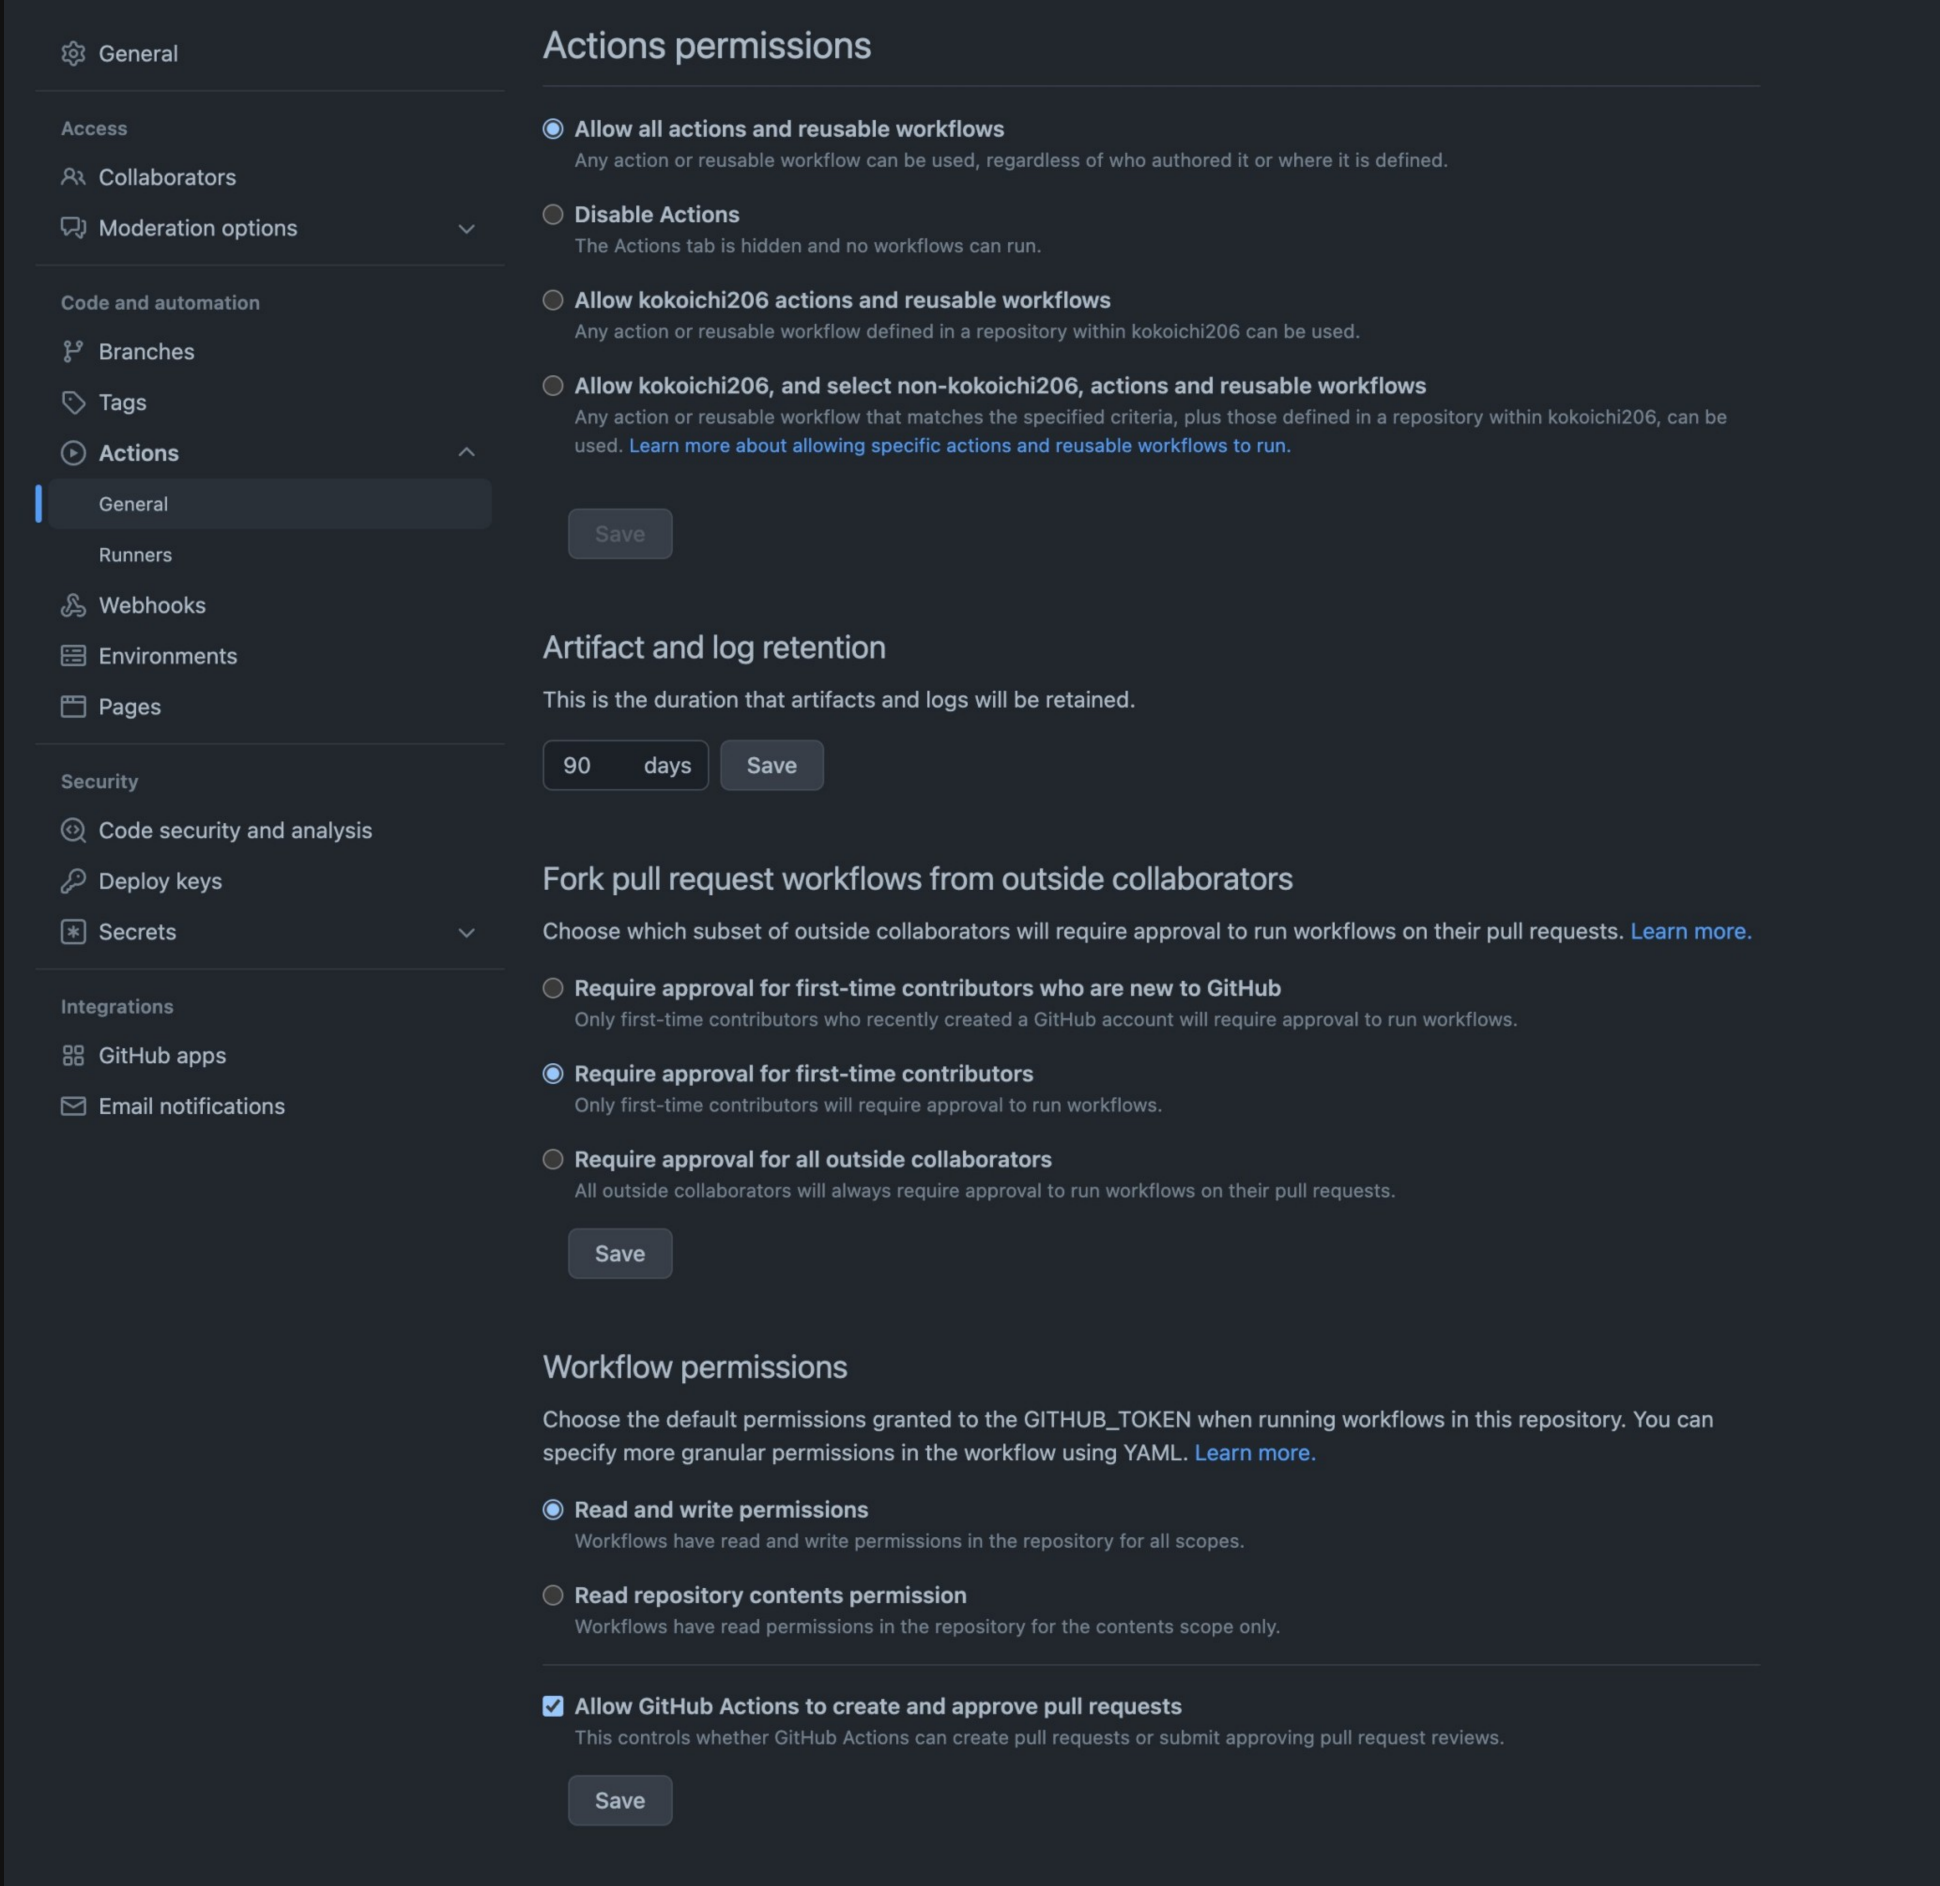 General
Access
Collaborators
Moderation options
Code and automation
Branches
Tags
Actions
General
Runners
Webhooks
Environments
Pages
Security
Code security and analysis
Deploy keys
Secrets
Integrations
GitHub apps
Email notifications
Actions permissions
Allow all actions and reusable workflows
Any action or reusable workflow can be used, regardless of who authored it or where it is defined.
Disable Actions
The Actions tab is hidden and no workflows can run.
Allow kokoichi206 actions and reusable workflows
Any action or reusable workflow defined in a repository within kokoichi206 can be used.
Allow kokoichi206, and select non-kokoichi206, actions and reusable workflows
Any action or reusable workflow that matches the specified criteria, plus those defined in a repository within kokoichi206, can be
used. Learn more about allowing specific actions and reusable workflows to run.
Save
Artifact and log retention
This is the duration that artifacts and logs will be retained.
90 days Save
Fork pull request workflows from outside collaborators
Choose which subset of outside collaborators will require approval to run workflows on their pull requests. Learn more.
Require approval for first-time contributors who are new to GitHub
Only first-time contributors who recently created a GitHub account will require approval to run workflows.
Require approval for first-time contributors
Only first-time contributors will require approval to run workflows.
Require approval for all outside collaborators
All outside collaborators will always require approval to run workflows on their pull requests.
Save
Workflow permissions
Choose the default permissions granted to the GITHUB_TOKEN when running workflows in this repository. You can
specify more granular permissions in the workflow using YAML. Learn more.
Read and write permissions
Workflows have read and write permissions in the repository for all scopes.
Read repository contents permission
Workflows have read permissions in the repository for the contents scope only.
Allow GitHub Actions to create and approve pull requests
This controls whether GitHub Actions can create pull requests or submit approving pull request reviews.
Save